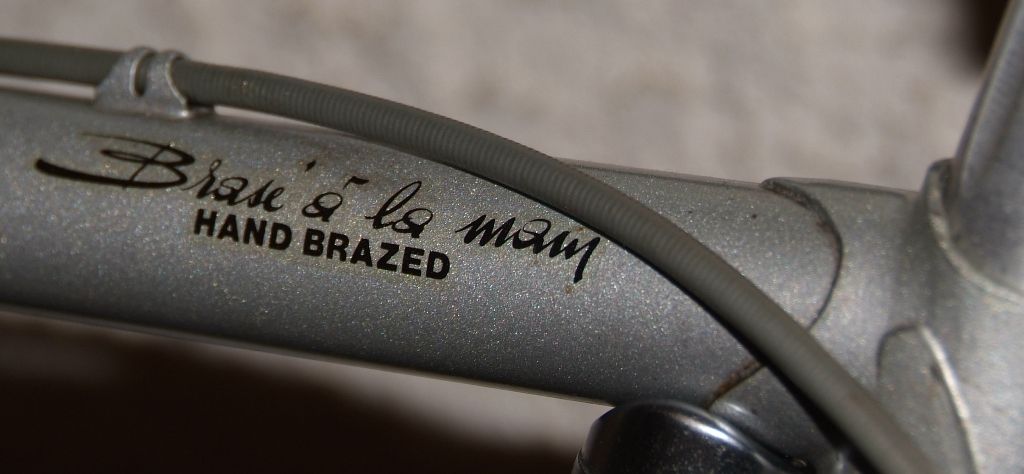 Brasé à la main
HAND BRAZED